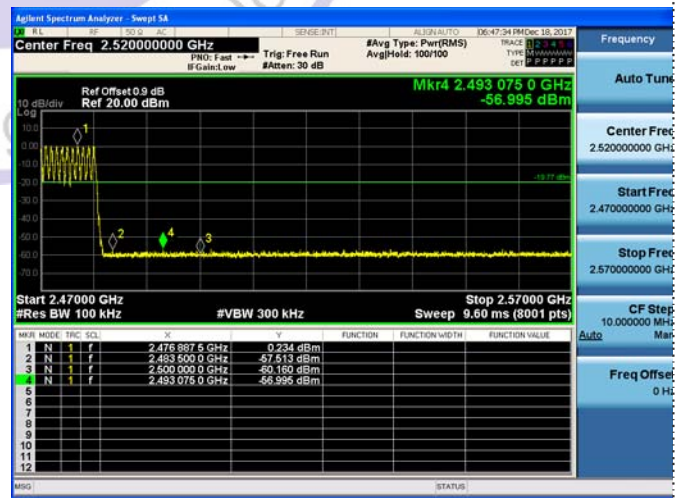 Agilent Spectrum Analyzer - Swept SA
RL RF 50 Ω AC SENSE:INT ALIGN AUTO 06:47:34 PM Dec 18, 2017
Center Freq 2.520000000 GHz
PNO: Fast
IFGain:Low
Trig: Free Run
#Atten: 30 dB
#Avg Type: Pwr(RMS)
Avg|Hold: 100/100
TRACE 1 2 3 4 5 6
TYPE
DET P P P P P P
Frequency
Mkr4 2.493 075 0 GHz
-56.995 dBm
Ref Offset 0.9 dB
10 dB/div Ref 20.00 dBm
Log
10.0
0.00
-10.0
-20.0
-30.0
-40.0
-50.0
-60.0
-70.0
1
2
4
3
-19.77 dBm
Start 2.47000 GHz
Stop 2.57000 GHz
#Res BW 100 kHz #VBW 300 kHz Sweep 9.60 ms (8001 pts)
MKR MODE TRC SCL X Y FUNCTION FUNCTION WIDTH FUNCTION VALUE
1 N 1 f 2.476 887 5 GHz 0.234 dBm
2 N 1 f 2.483 500 0 GHz -57.513 dBm
3 N 1 f 2.500 000 0 GHz -60.160 dBm
4 N 1 f 2.493 075 0 GHz -56.995 dBm
5
6
7
8
9
10
11
12
MSG STATUS
Auto Tune
Center Freq
2.520000000 GHz
Start Freq
2.470000000 GHz
Stop Freq
2.570000000 GHz
CF Step
10.000000 MHz
Auto Man
Freq Offset
0 Hz